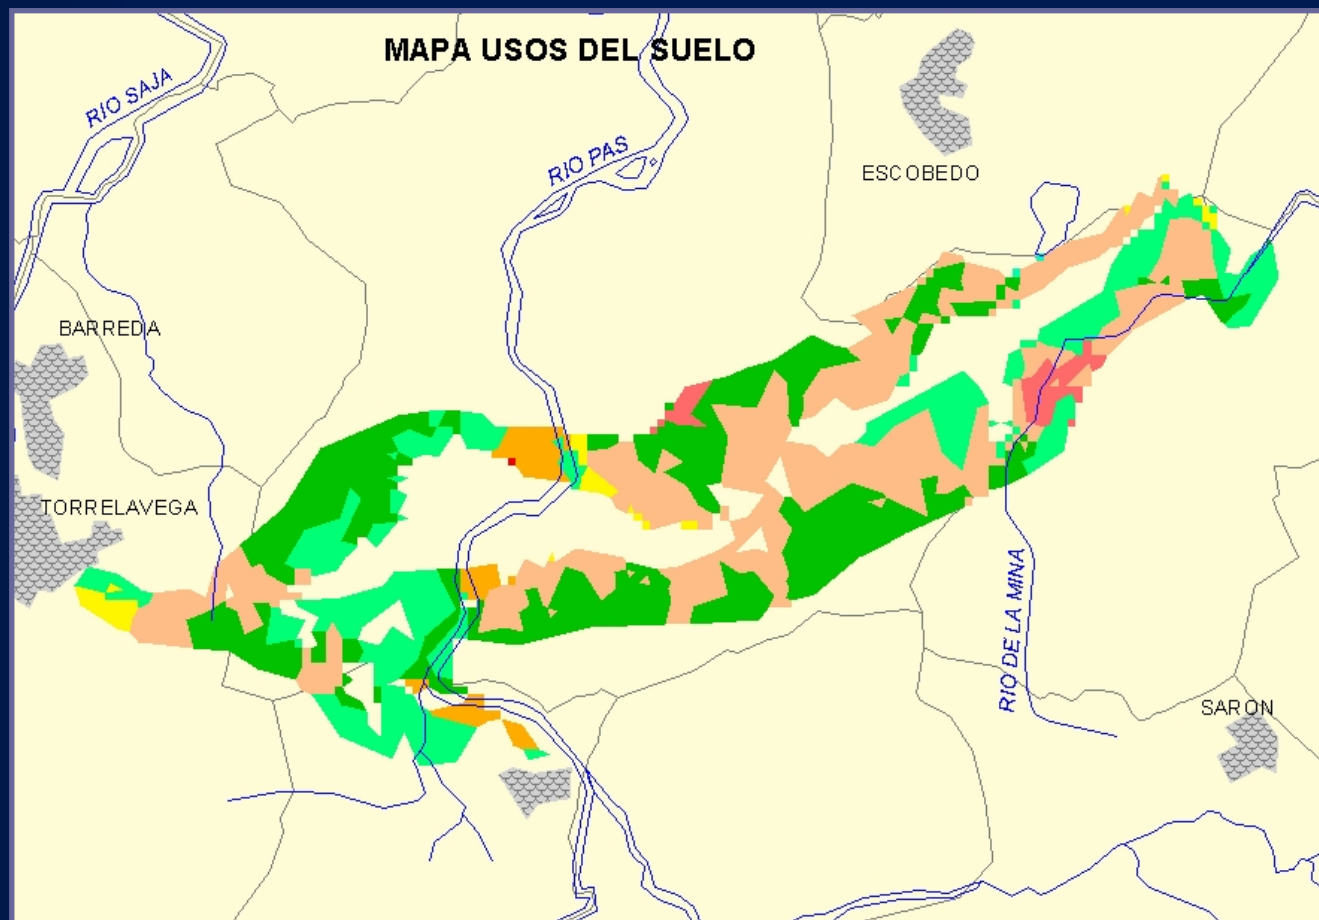 MAPA USOS DEL SUELO
RIO SAJA
RIO PAS
ESCOBEDO
BARREDA
TORRELAVEGA
RIO DE LA MINA
SARON